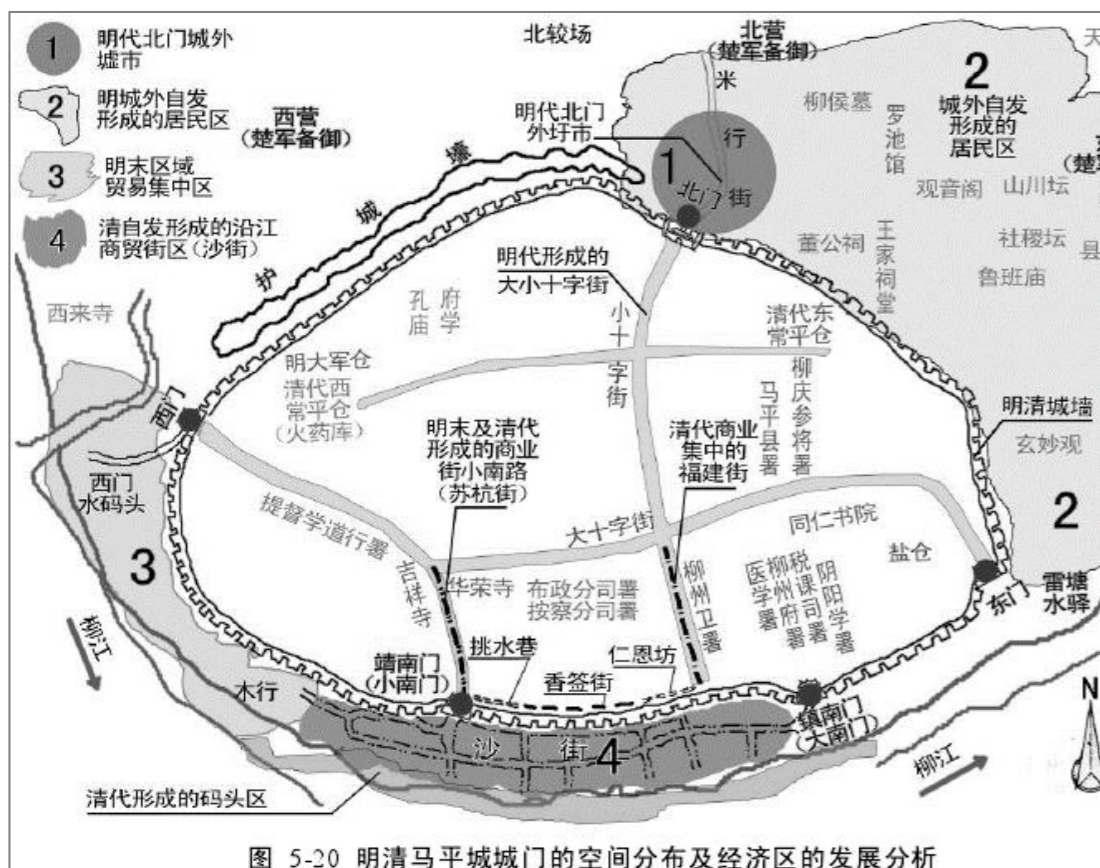 1
明代北门城外
墟市
2
明城外自发
形成的居民区
3
明末区域
贸易集中区
4
清自发形成的沿江
商贸街区(沙街)
北较场
北营
(楚军备御)
西营
(楚军备御)
明代北门
外圩市
米行街
1
北门
2
城外自发
形成的
居民区
天
(楚
县
柳侯墓
罗池馆
观音阁
山川坛
董公祠
王家祠堂
社稷坛
鲁班庙
护城壕
明代形成的
大小十字街
孔庙
府学
小十字街
清代东
常平仓
西来寺
明大军仓
清代西
常平仓
(火药库)
西门
西门
水码头
明末及清代
形成的商业
街小南路
(苏杭街)
清代商业
集中的
福建街
马平县署
柳庆参将署
明清城墙
玄妙观
2
提督学道行署
大十字街
同仁书院
盐仓
3
吉祥寺
华荣寺
布政分司署
按察分司署
柳州卫署
医学署
柳州府署
税课司署
阴阳学署
东门
雷塘
水驿
柳江
靖南门
(小南门)
挑水巷
香签街
仁恩坊
木行
沙街
4
镇南门
(大南门)
柳江
N
清代形成的码头区
图 5-20 明清马平城城门的空间分布及经济区的发展分析